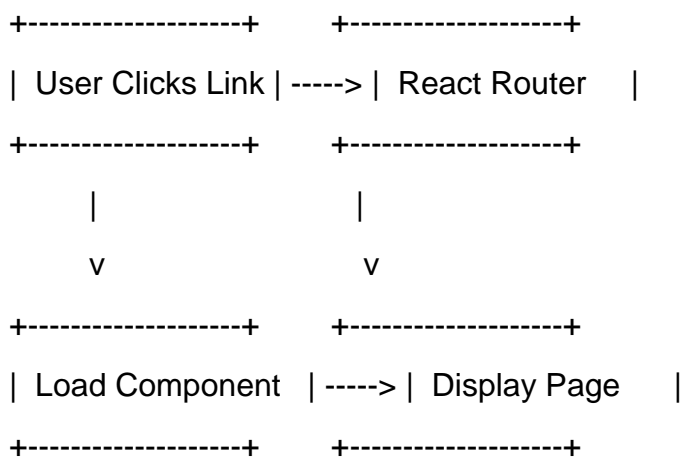 +--------------------+ +--------------------+
| User Clicks Link | -----> | React Router |
+--------------------+ +--------------------+
| |
v v
+--------------------+ +--------------------+
| Load Component | -----> | Display Page |
+--------------------+ +--------------------+